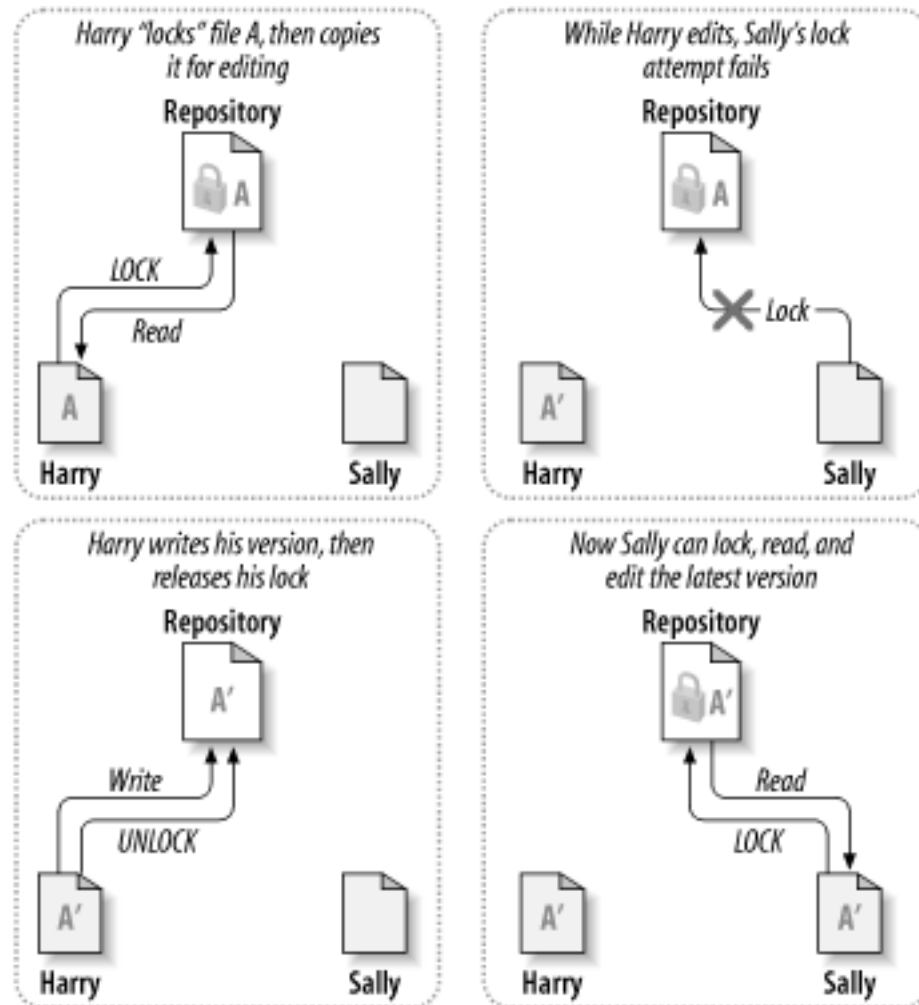 Harry “locks” file A, then copies
it for editing
Repository
A
LOCK
Read
A
Harry
Sally
While Harry edits, Sally’s lock
attempt fails
Repository
A
Lock
A′
Harry
Sally
Harry writes his version, then
releases his lock
Repository
A′
Write
UNLOCK
A′
Harry
Sally
Now Sally can lock, read, and
edit the latest version
Repository
A′
Read
LOCK
A′
A′
Harry
Sally